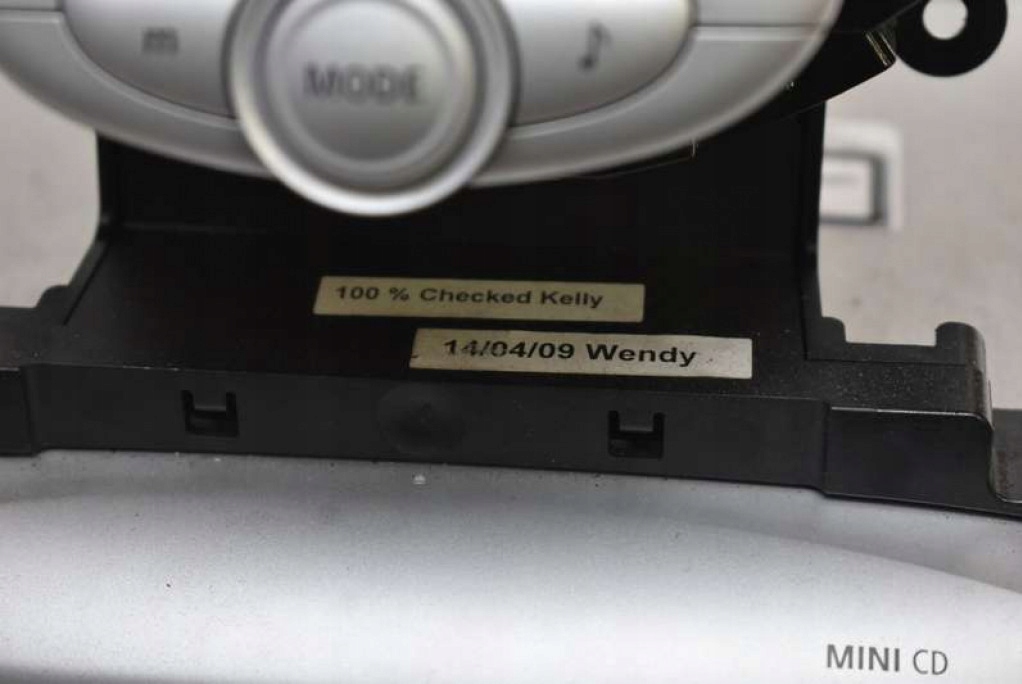 m
MODE
100 % Checked Kelly
14/04/09 Wendy
MINI CD